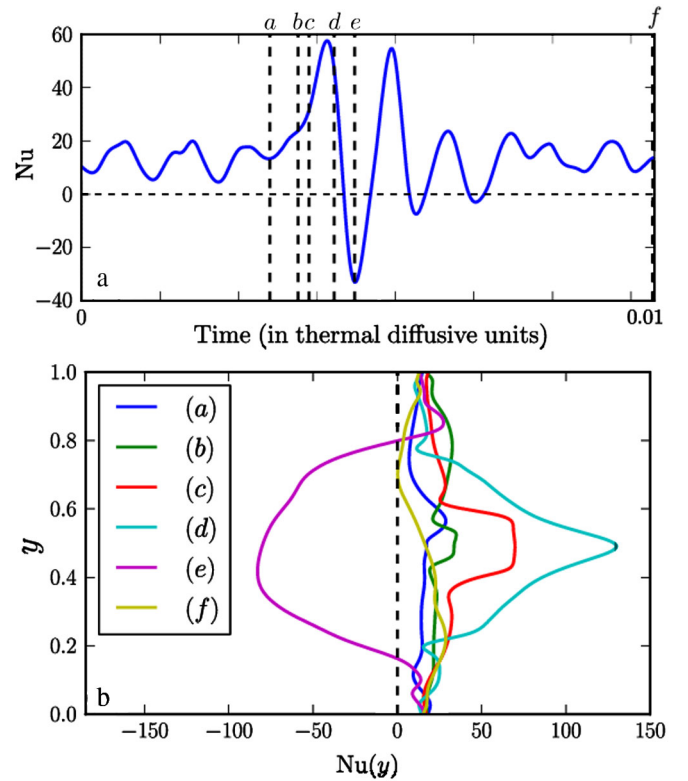 a b c d e f
60
40
20
0
−20
−40
Nu
a
0 0.01
Time (in thermal diffusive units)
1.0
0.8
0.6
0.4
0.2
0.0
y
(a)
(b)
(c)
(d)
(e)
(f)
b
−150 −100 −50 0 50 100 150
Nu(y)